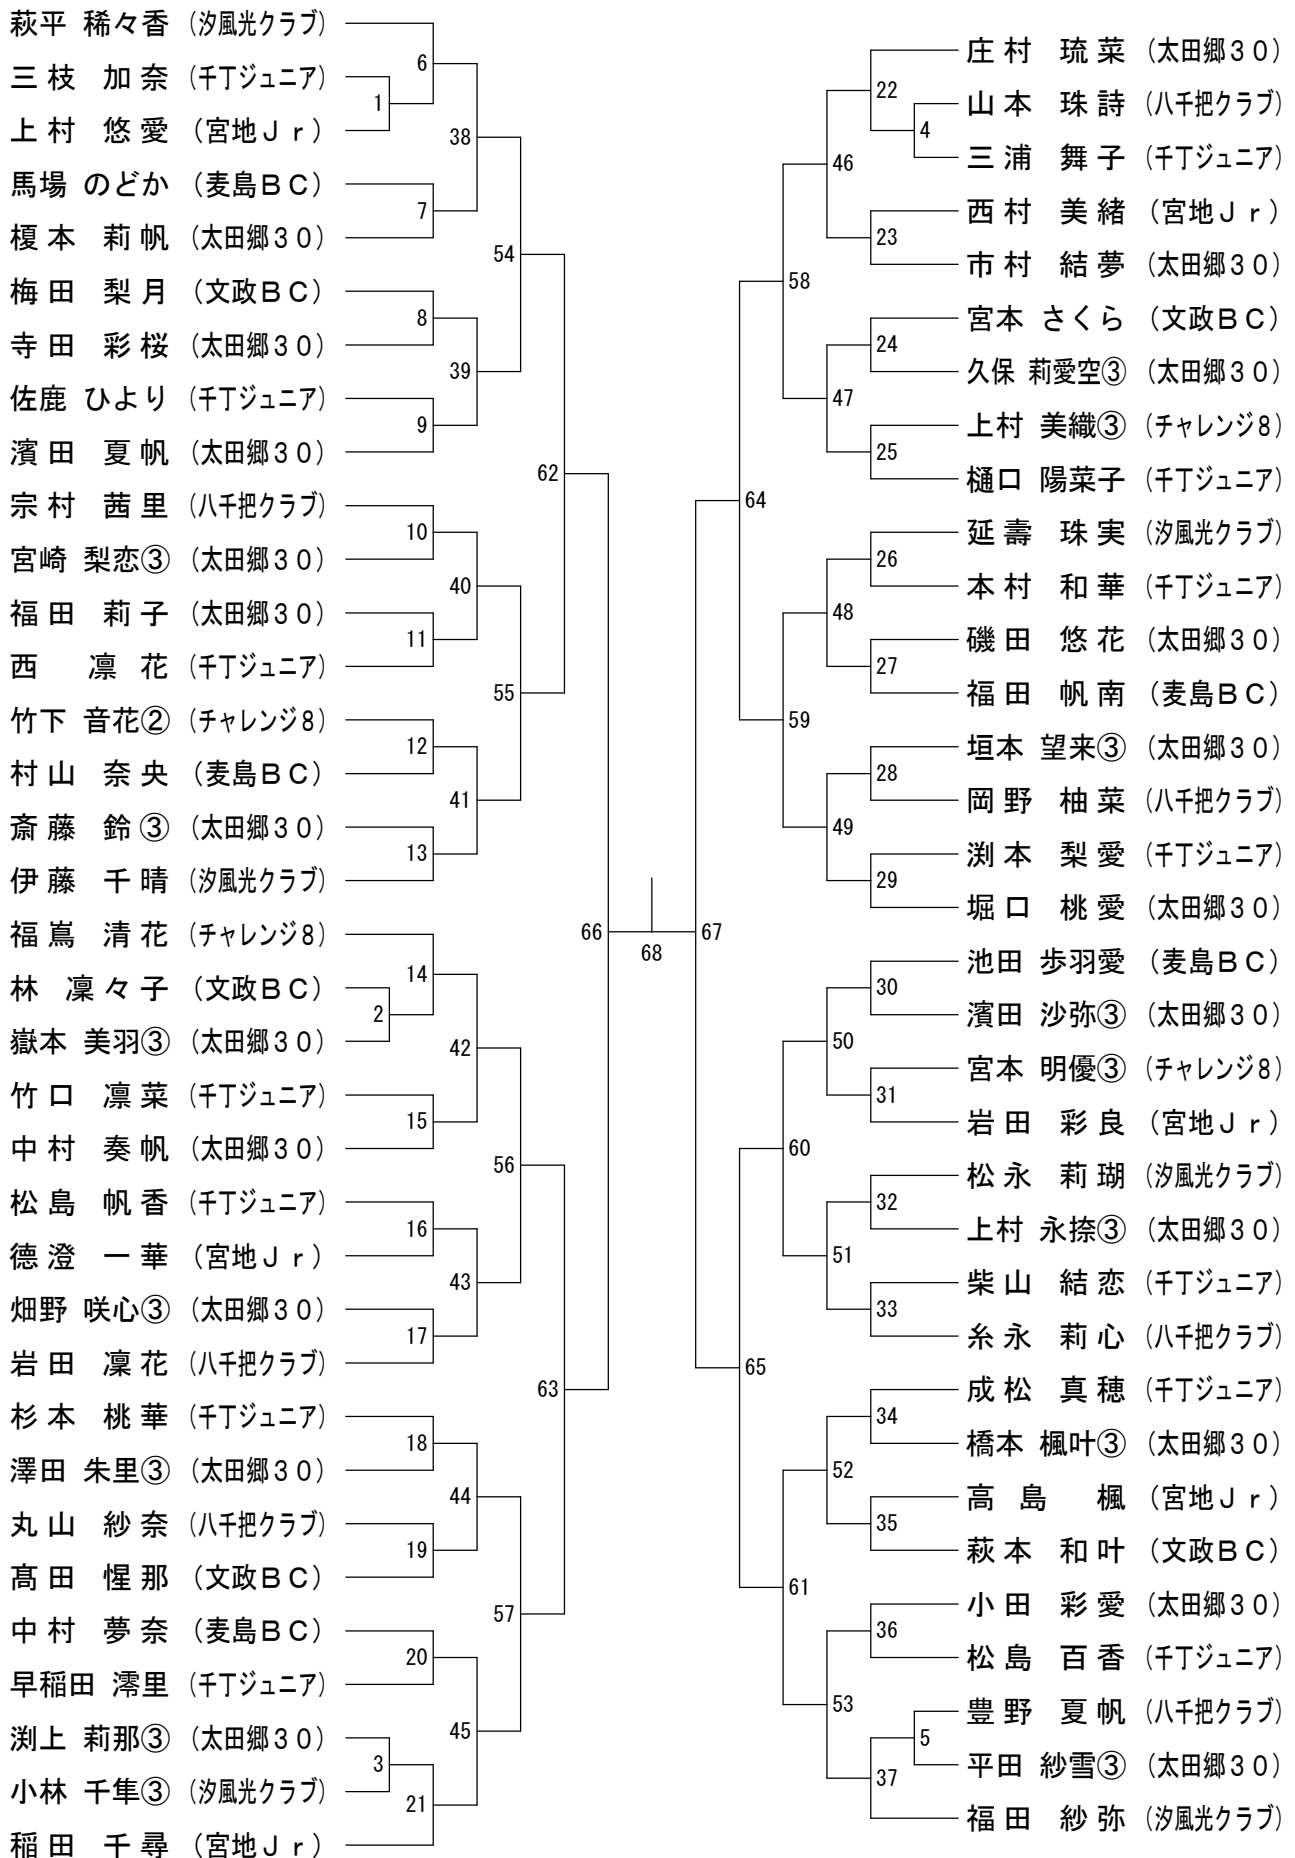 萩平 稀々香 (汐風光クラブ)
三枝 加奈 (千丁ジュニア)
上村 悠愛 (宮地Ｊｒ)
馬場 のどか (麦島ＢＣ)
榎本 莉帆 (太田郷３０)
梅田 梨月 (文政ＢＣ)
寺田 彩桜 (太田郷３０)
佐鹿 ひより (千丁ジュニア)
濱田 夏帆 (太田郷３０)
宗村 茜里 (八千把クラブ)
宮崎 梨恋③ (太田郷３０)
福田 莉子 (太田郷３０)
西 凛花 (千丁ジュニア)
竹下 音花② (チャレンジ8)
村山 奈央 (麦島ＢＣ)
斎藤 鈴③ (太田郷３０)
伊藤 千晴 (汐風光クラブ)
福嶌 清花 (チャレンジ8)
林 凜々子 (文政ＢＣ)
嶽本 美羽③ (太田郷３０)
竹口 凛菜 (千丁ジュニア)
中村 奏帆 (太田郷３０)
松島 帆香 (千丁ジュニア)
德澄 一華 (宮地Ｊｒ)
畑野 咲心③ (太田郷３０)
岩田 凜花 (八千把クラブ)
杉本 桃華 (千丁ジュニア)
澤田 朱里③ (太田郷３０)
丸山 紗奈 (八千把クラブ)
髙田 惺那 (文政ＢＣ)
中村 夢奈 (麦島ＢＣ)
早稲田 澪里 (千丁ジュニア)
渕上 莉那③ (太田郷３０)
小林 千隼③ (汐風光クラブ)
稲田 千尋 (宮地Ｊｒ)
1
2
3
6
7
8
9
10
11
12
13
14
15
16
17
18
19
20
21
38
39
40
41
42
43
44
45
54
55
56
57
62
63
66
68
67
64
65
58
59
60
61
46
47
48
49
50
51
52
53
22
23
24
25
26
27
28
29
30
31
32
33
34
35
36
37
4
5
庄村 琉菜 (太田郷３０)
山本 珠詩 (八千把クラブ)
三浦 舞子 (千丁ジュニア)
西村 美緒 (宮地Ｊｒ)
市村 結夢 (太田郷３０)
宮本 さくら (文政ＢＣ)
久保 莉愛空③ (太田郷３０)
上村 美織③ (チャレンジ8)
樋口 陽菜子 (千丁ジュニア)
延壽 珠実 (汐風光クラブ)
本村 和華 (千丁ジュニア)
磯田 悠花 (太田郷３０)
福田 帆南 (麦島ＢＣ)
垣本 望来③ (太田郷３０)
岡野 柚菜 (八千把クラブ)
渕本 梨愛 (千丁ジュニア)
堀口 桃愛 (太田郷３０)
池田 歩羽愛 (麦島ＢＣ)
濱田 沙弥③ (太田郷３０)
宮本 明優③ (チャレンジ8)
岩田 彩良 (宮地Ｊｒ)
松永 莉瑚 (汐風光クラブ)
上村 永捺③ (太田郷３０)
柴山 結恋 (千丁ジュニア)
糸永 莉心 (八千把クラブ)
成松 真穂 (千丁ジュニア)
橋本 楓叶③ (太田郷３０)
高島 楓 (宮地Ｊｒ)
萩本 和叶 (文政ＢＣ)
小田 彩愛 (太田郷３０)
松島 百香 (千丁ジュニア)
豊野 夏帆 (八千把クラブ)
平田 紗雪③ (太田郷３０)
福田 紗弥 (汐風光クラブ)